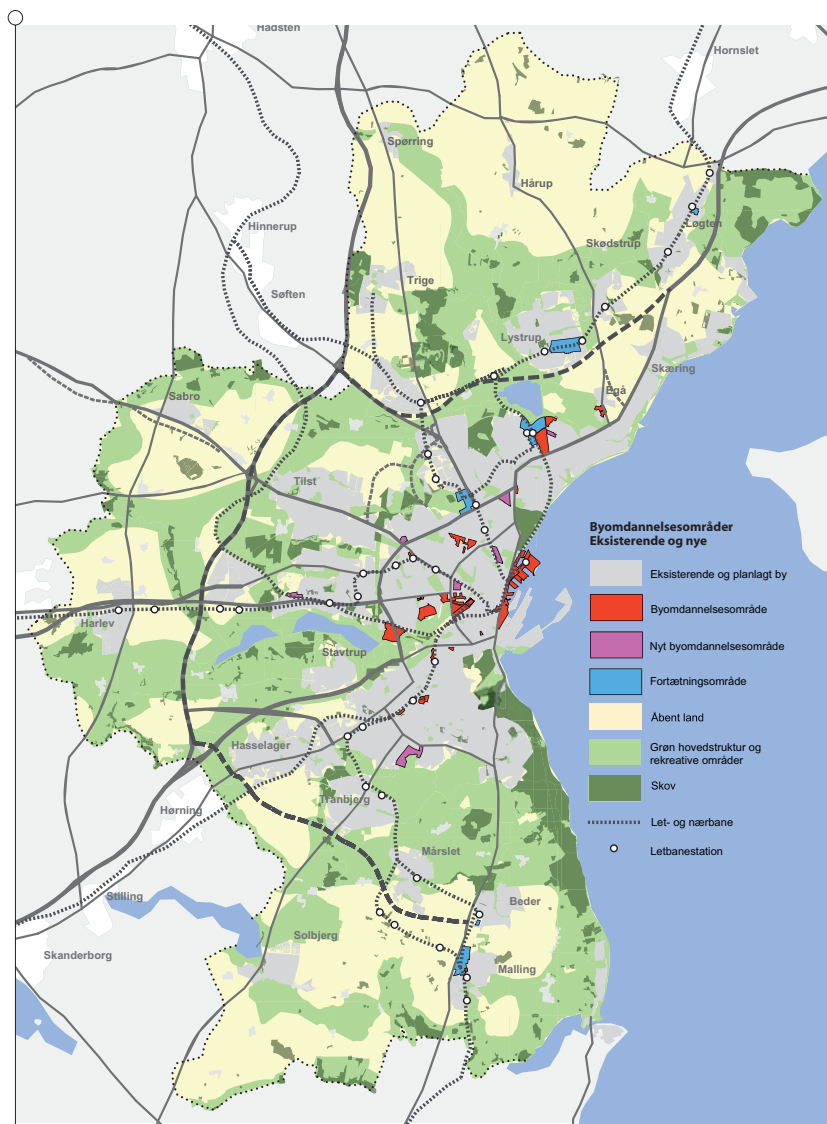 Hadsten
Hornslet
Spørring
Hårup
Løgten
Hinnerup
Skødstrup
Trige
Søften
Lystrup
Skæring
Egå
Sabro
Tilst
Byomdannelsesområder
Eksisterende og nye
Eksisterende og planlagt by
Byomdannelsesområde
Nyt byomdannelsesområde
Fortætningsområde
Åbent land
Grøn hovedstruktur og
rekreative områder
Skov
Let- og nærbane
Letbanestation
Harlev
Stavtrup
Hasselager
Tranbjerg
Hørning
Mårslet
Stilling
Beder
Solbjerg
Skanderborg
Malling